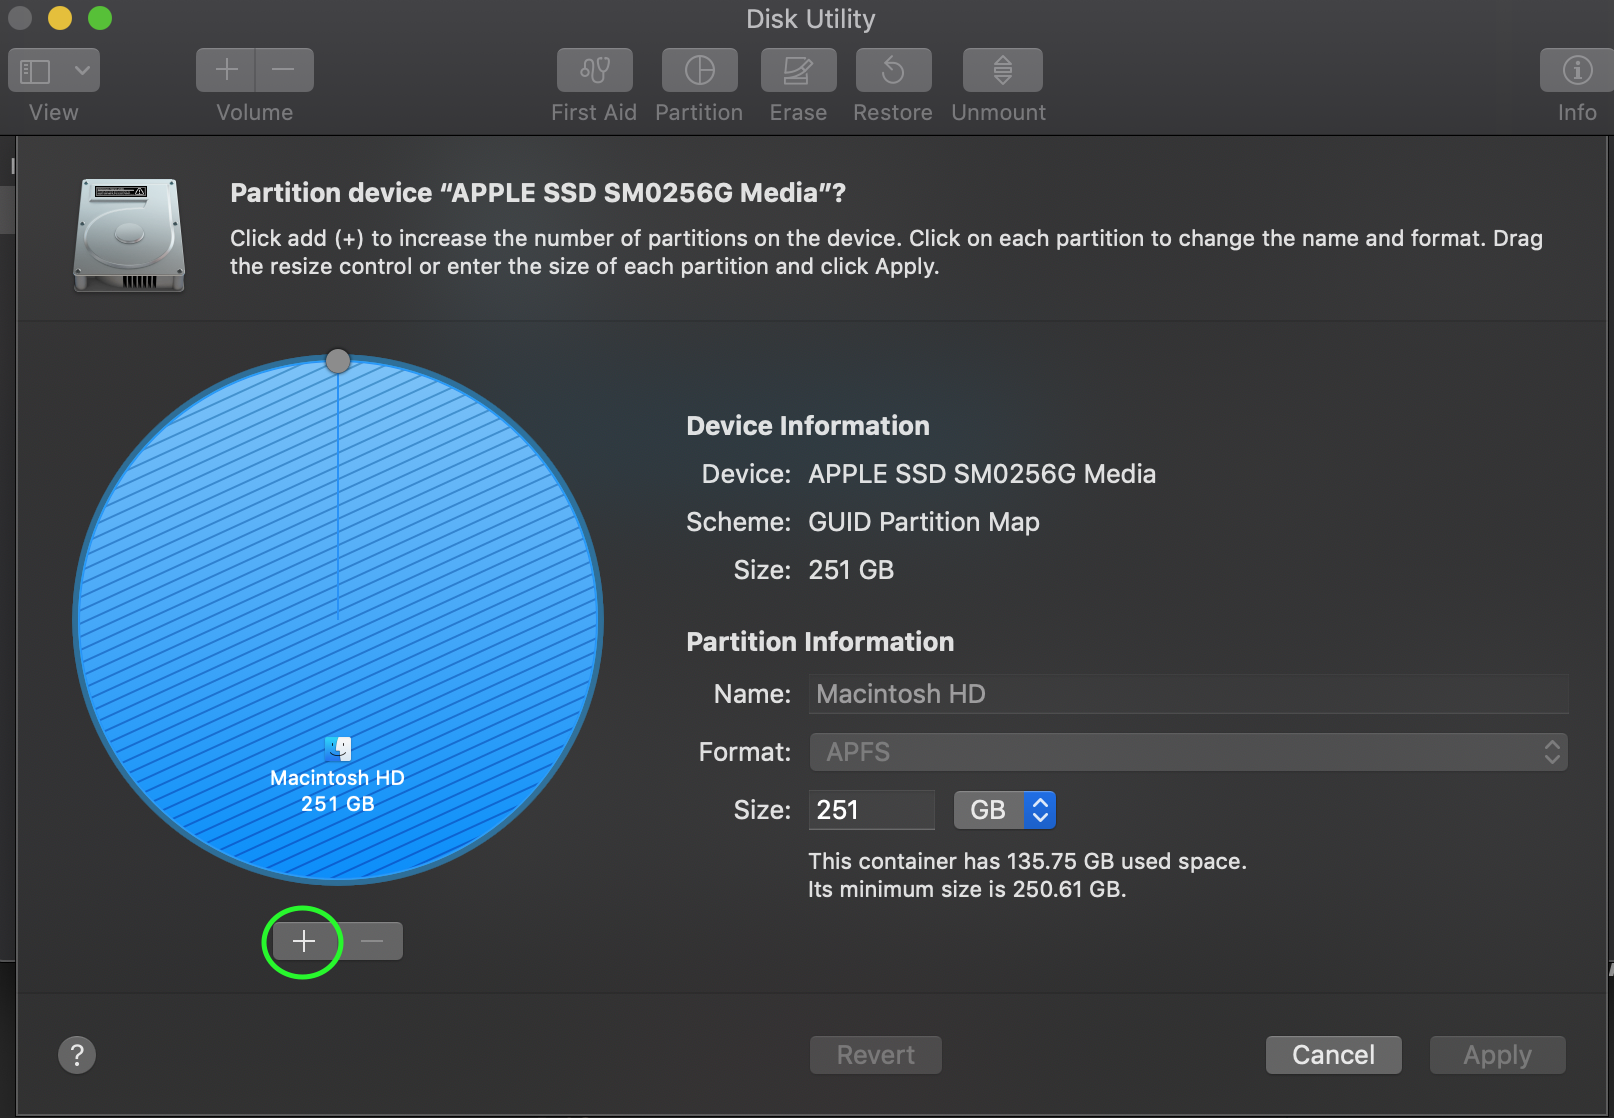 Disk Utility
View
Volume
First Aid
Partition
Erase
Restore
Unmount
Info
Partition device “APPLE SSD SM0256G Media”?
Click add (+) to increase the number of partitions on the device. Click on each partition to change the name and format. Drag
the resize control or enter the size of each partition and click Apply.
Macintosh HD
251 GB
Device Information
Device: APPLE SSD SM0256G Media
Scheme: GUID Partition Map
Size: 251 GB
Partition Information
Name: Macintosh HD
Format: APFS
Size: 251 GB
This container has 135.75 GB used space.
Its minimum size is 250.61 GB.
?
Revert
Cancel
Apply